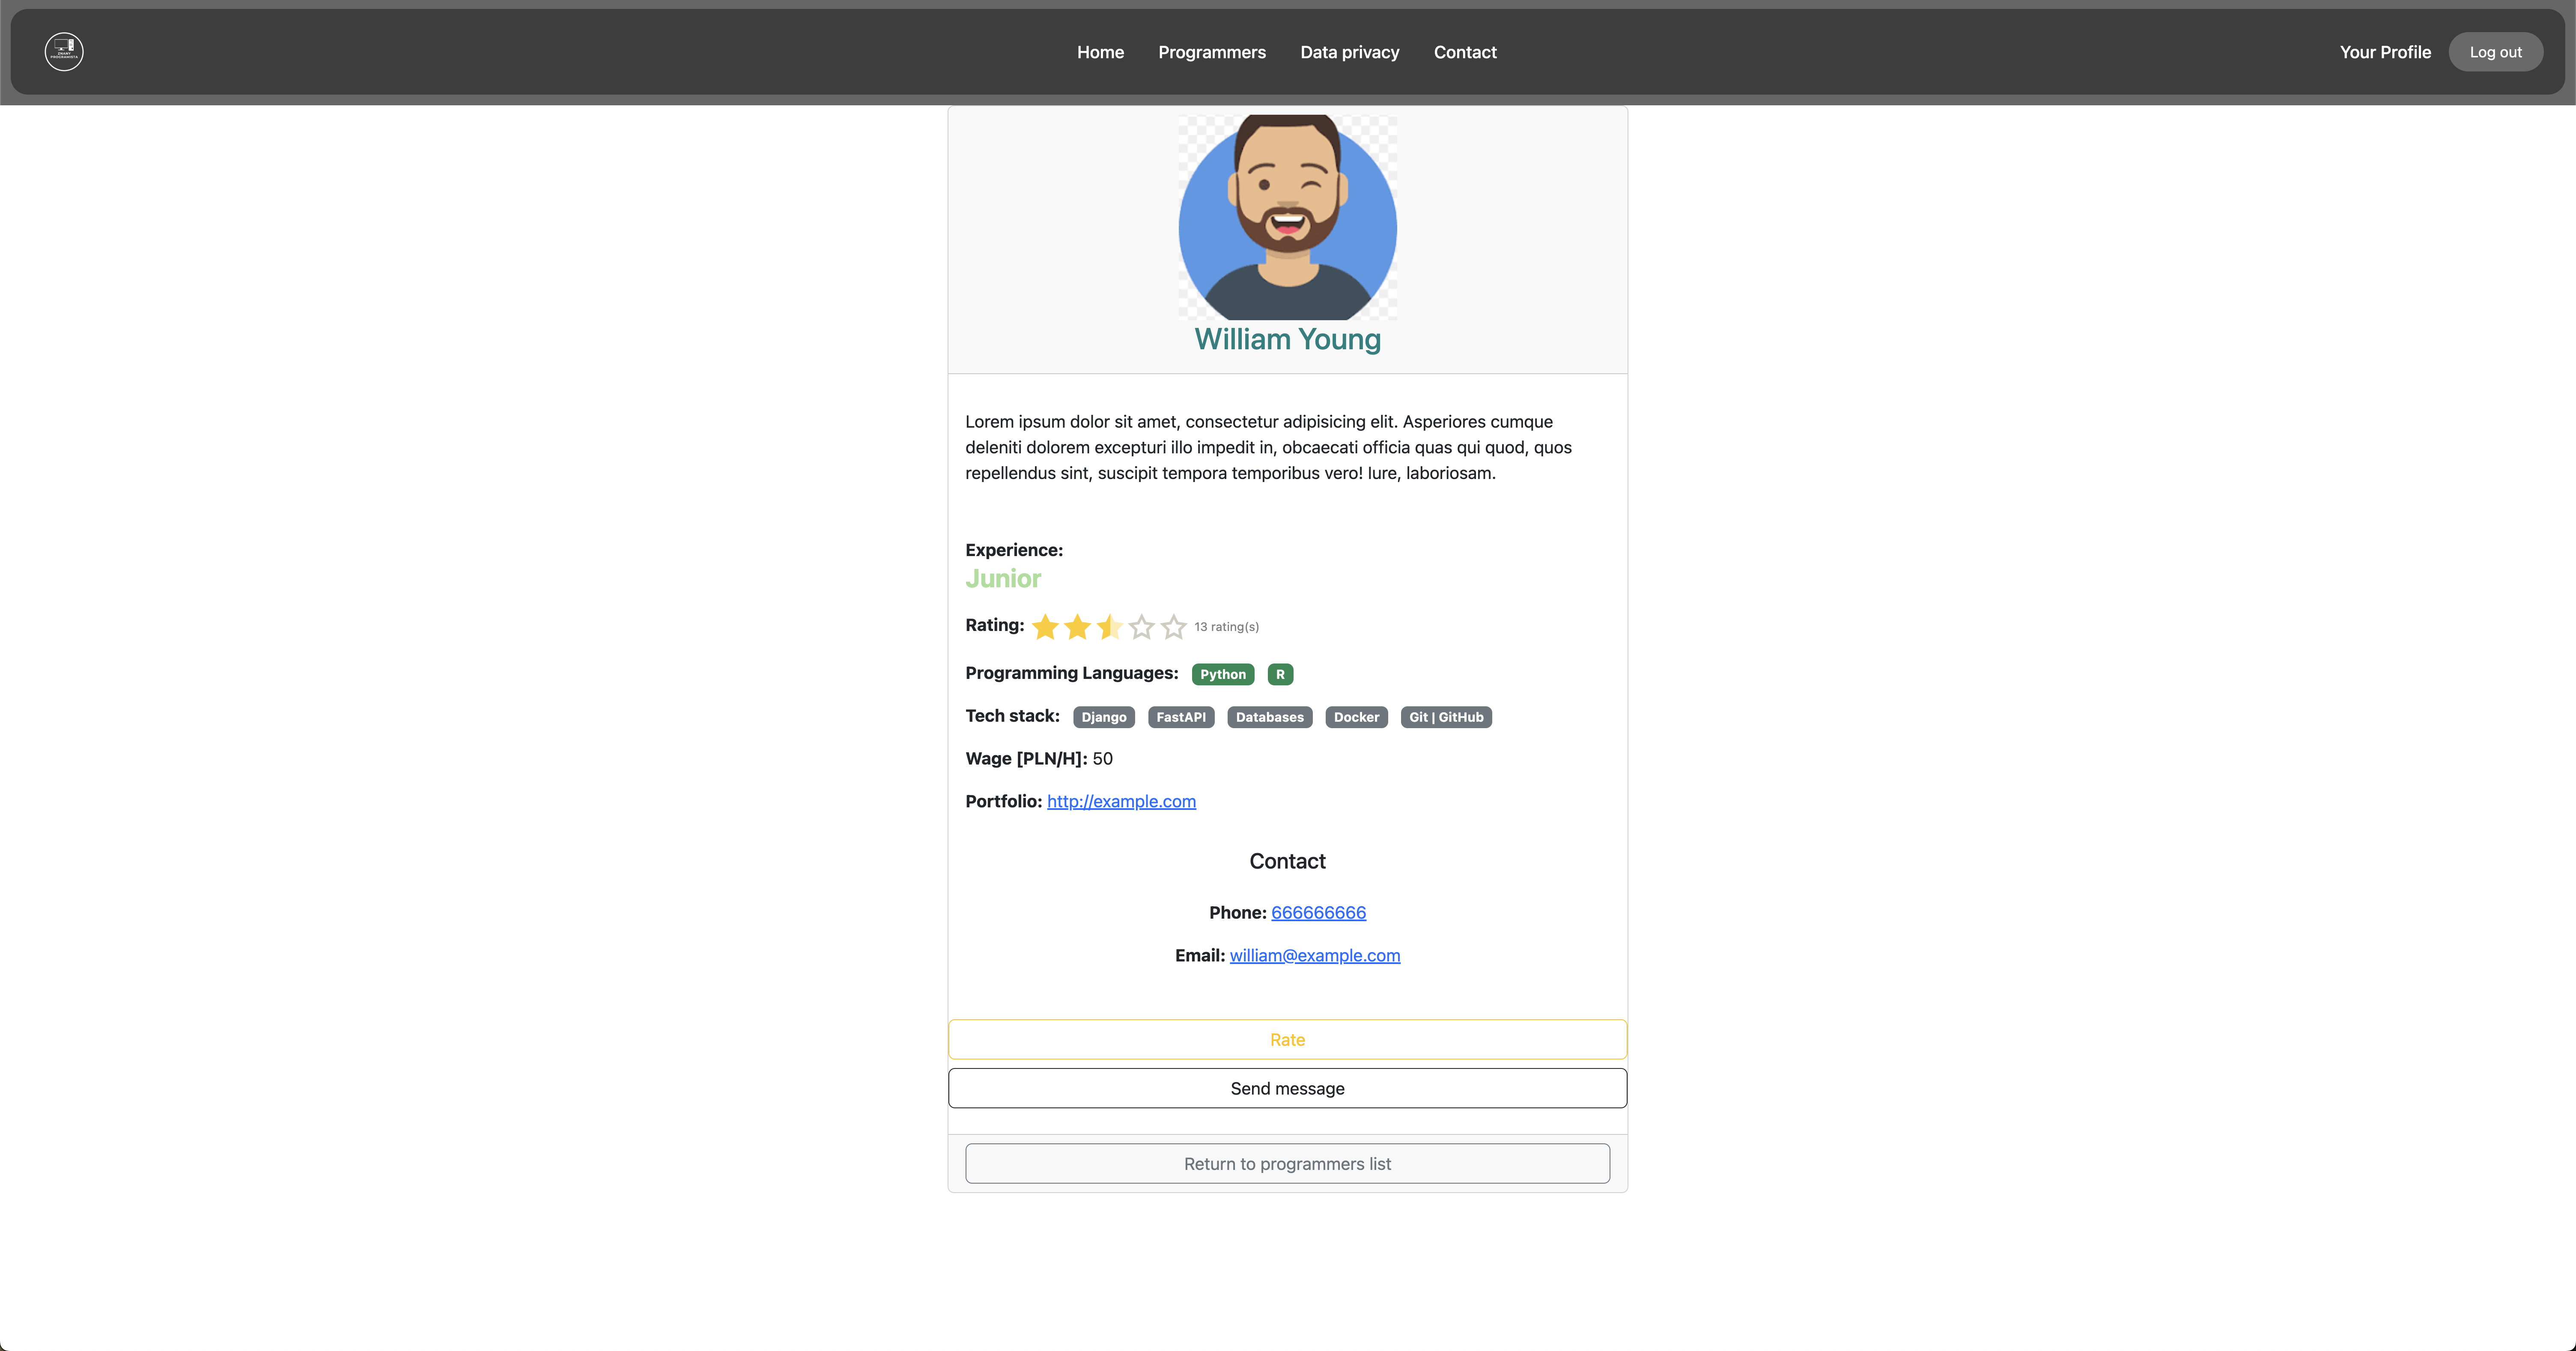 Home Programmers Data privacy Contact Your Profile Log out
William Young
Lorem ipsum dolor sit amet, consectetur adipisicing elit. Asperiores cumque
deleniti dolorem excepturi illo impedit in, obcaecati officia quas qui quod, quos
repellendus sint, suscipit tempora temporibus vero! Iure, laboriosam.
Experience:
Junior
Rating: 13 rating(s)
Programming Languages: Python R
Tech stack: Django FastAPI Databases Docker Git | GitHub
Wage [PLN/H]: 50
Portfolio: http://example.com
Contact
Phone: 666666666
Email: william@example.com
Rate
Send message
Return to programmers list